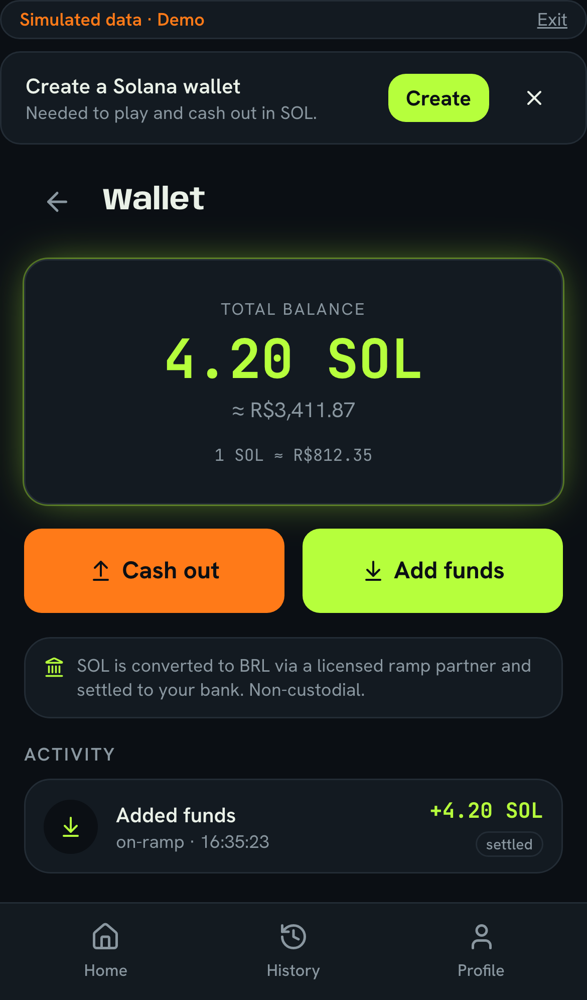 Simulated data · Demo
Exit
Create a Solana wallet
Needed to play and cash out in SOL.
Create
Wallet
TOTAL BALANCE
4.20 SOL
≈ R$3,411.87
1 SOL ≈ R$812.35
Cash out
Add funds
SOL is converted to BRL via a licensed ramp partner and
settled to your bank. Non-custodial.
ACTIVITY
Added funds
+4.20 SOL
on-ramp · 16:35:23
settled
Home
History
Profile